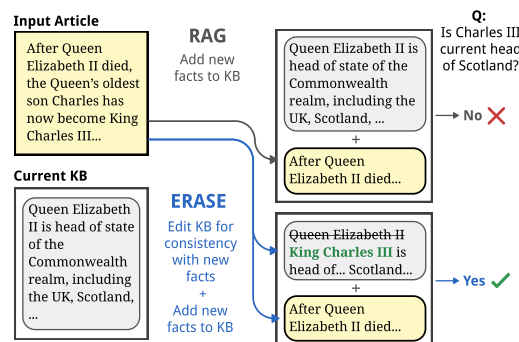 Input Article
After Queen
Elizabeth II died,
the Queen's oldest
son Charles has
now become King
Charles III...
Current KB
Queen Elizabeth
II is head of state
of the
Commonwealth
realm, including
the UK, Scotland,
...
RAG
Add new
facts to KB
ERASE
Edit KB for
consistency
with new
facts
+
Add new
facts to KB
Queen Elizabeth II is
head of state of the
Commonwealth
realm, including the
UK, Scotland, ...
+
After Queen
Elizabeth II died...
Queen Elizabeth II
King Charles III is
head of... Scotland...
+
After Queen
Elizabeth II died...
Q:
Is Charles III
current head
of Scotland?
No
Yes